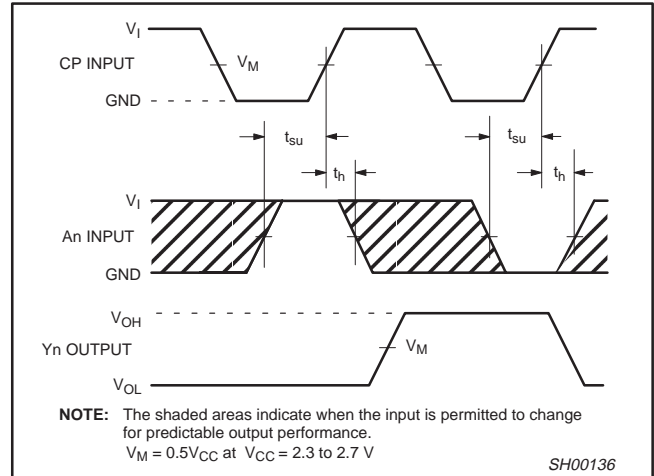 V_I
CP INPUT
V_M
GND
t_su
t_su
t_h
t_h
V_I
An INPUT
GND
V_OH
Yn OUTPUT
V_M
V_OL
NOTE: The shaded areas indicate when the input is permitted to change
for predictable output performance.
V_M = 0.5V_CC at V_CC = 2.3 to 2.7 V
SH00136